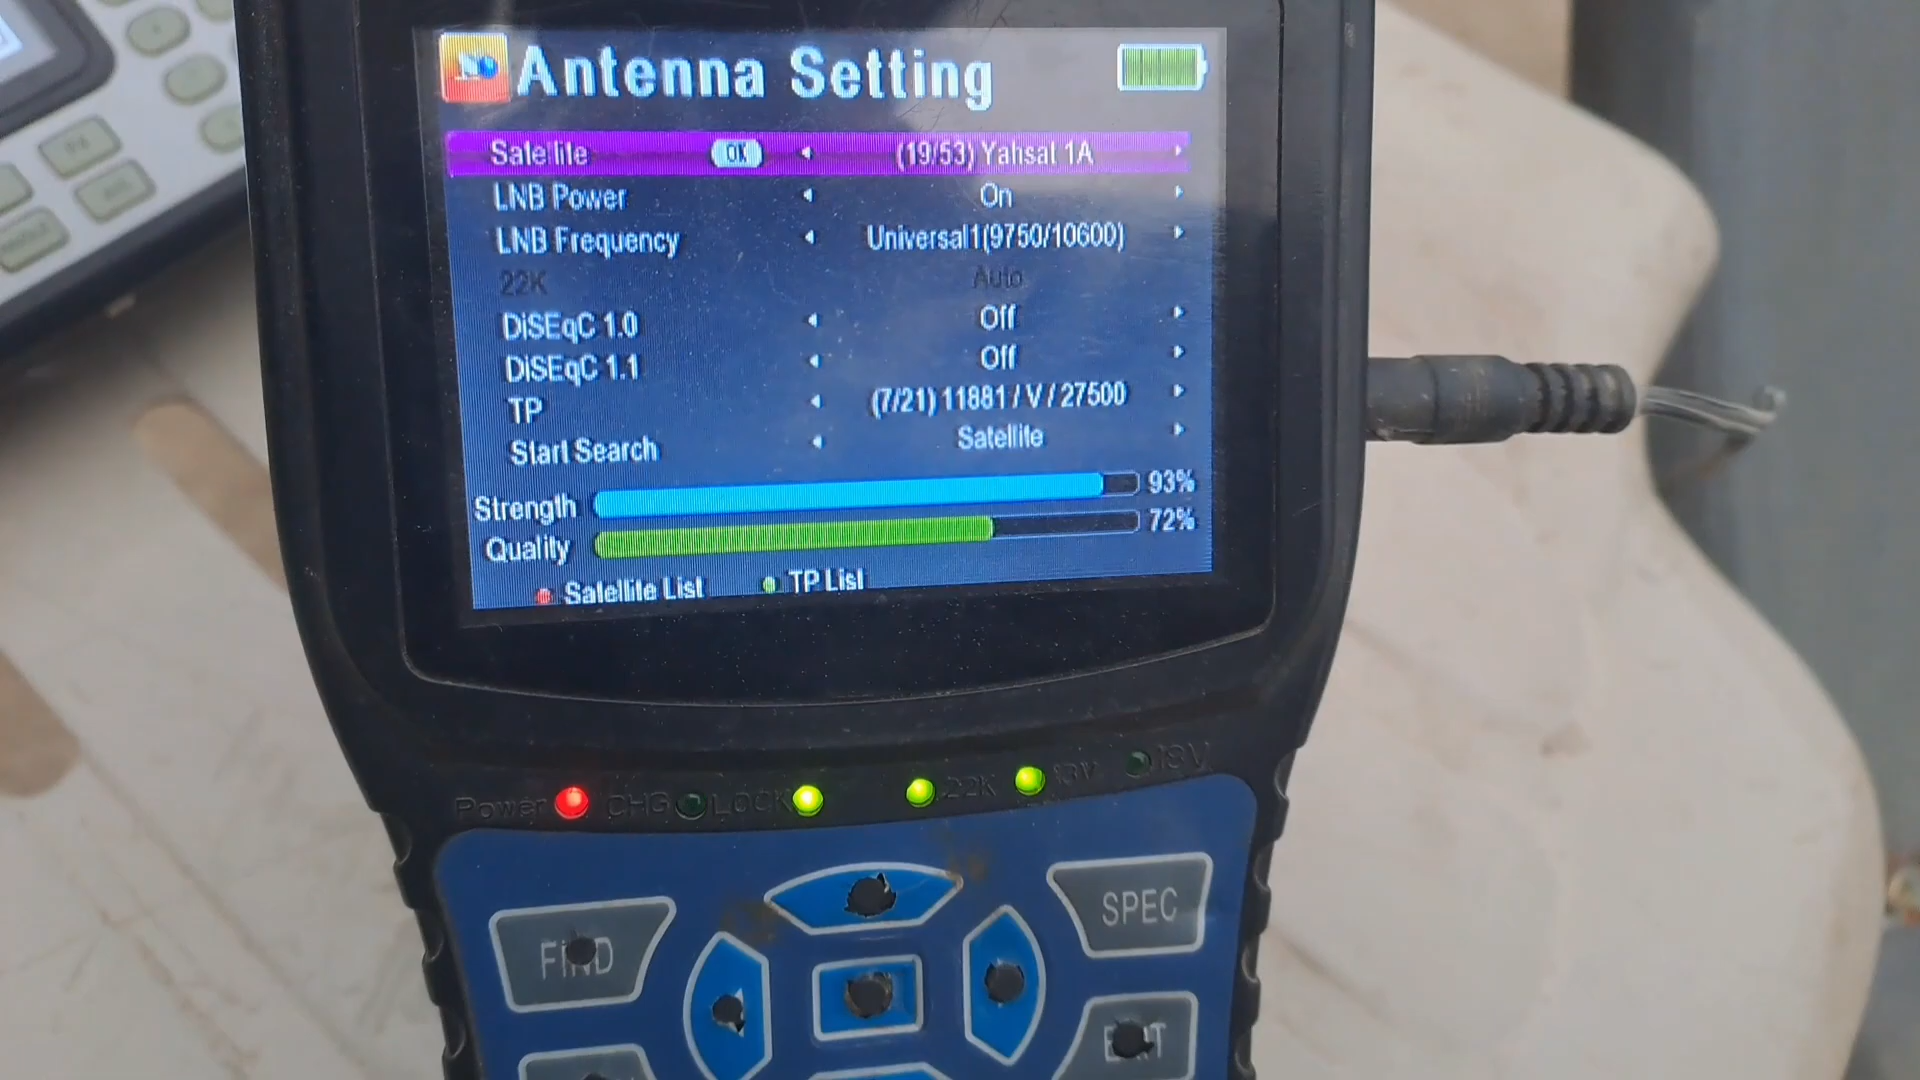 Antenna Setting
Satellite OK (19/53) Yahsat 1A
LNB Power On
LNB Frequency Universal1(9750/10600)
22K Auto
DiSEqC 1.0 Off
DiSEqC 1.1 Off
TP (7/21) 11881 / V / 27500
Start Search Satellite
Strength 93%
Quality 72%
Satellite List TP List
Power CHG LOCK 22K 13V 18V
FIND SPEC
EXIT